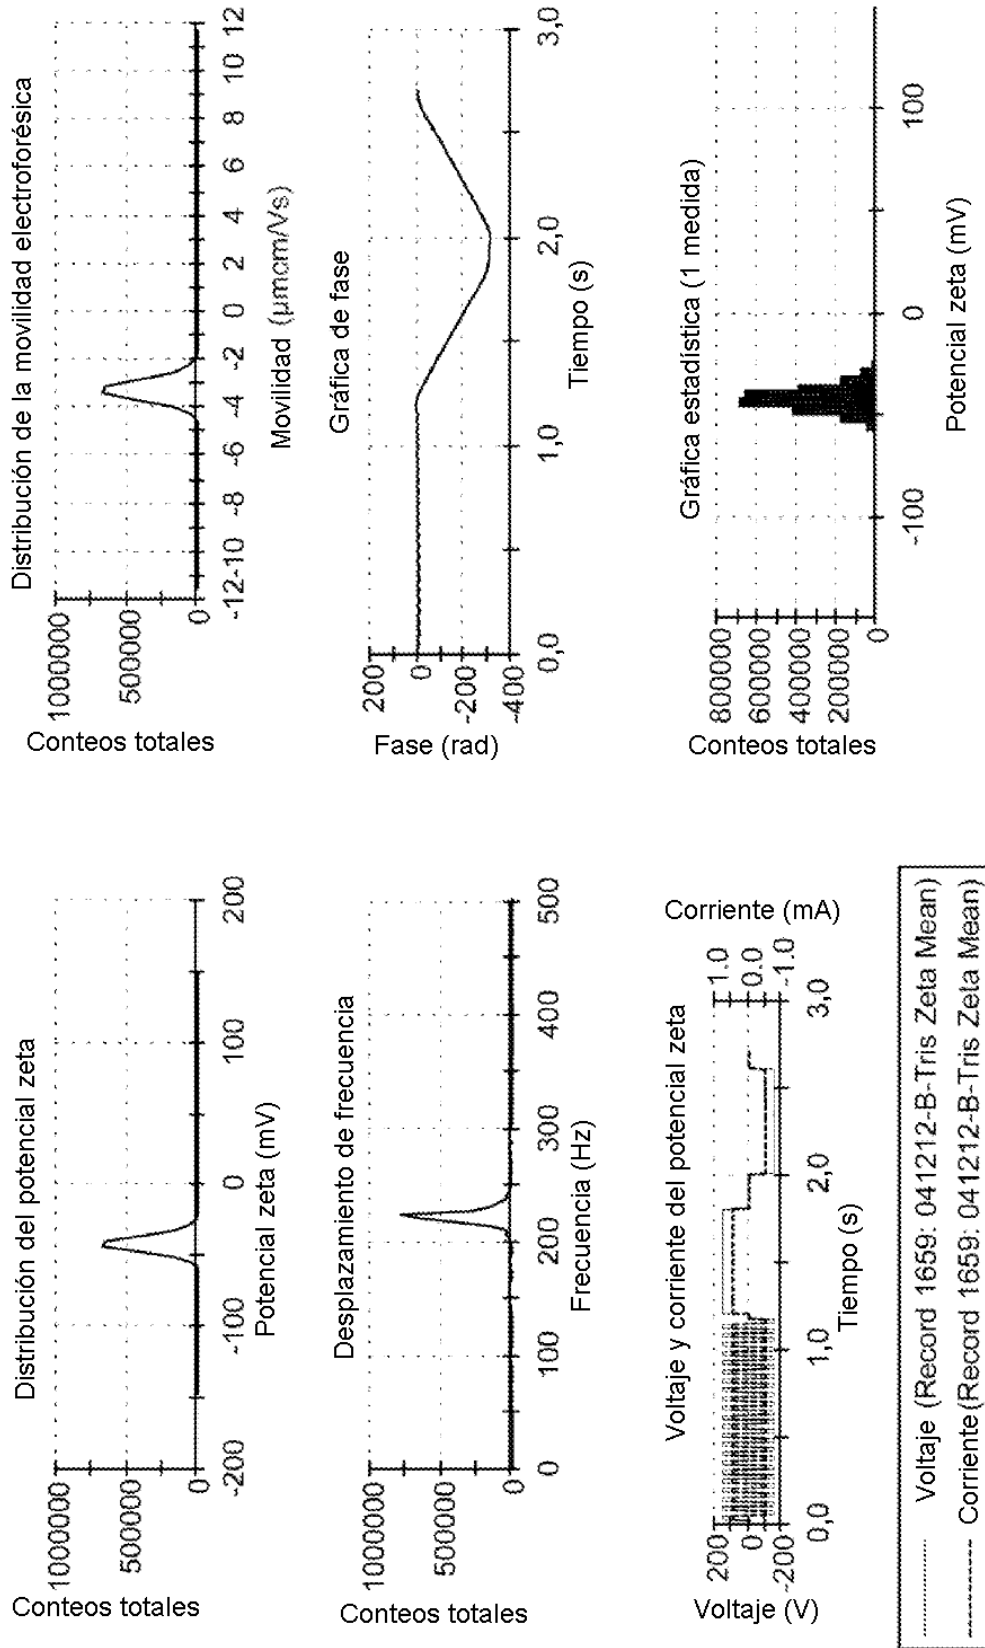 Distribución del potencial zeta
Conteos totales
1000000
500000
0
-200
-100
0
100
200
Potencial zeta (mV)
Distribución de la movilidad electroforésica
Conteos totales
1000000
500000
0
-12
-10
-8
-6
-4
-2
0
2
4
6
8
10
12
Movilidad (µmcm/Vs)
Desplazamiento de frecuencia
Conteos totales
1000000
500000
0
0
100
200
300
400
500
Frecuencia (Hz)
Gráfica de fase
Fase (rad)
200
0
-200
-400
0,0
1,0
2,0
3,0
Tiempo (s)
Voltaje y corriente del potencial zeta
Voltaje (V)
200
0
-200
Corriente (mA)
1.0
0.0
-1.0
0,0
1,0
2,0
3,0
Tiempo (s)
Gráfica estadística (1 medida)
Conteos totales
800000
600000
400000
200000
0
-100
0
100
Potencial zeta (mV)
Voltaje (Record 1659: 041212-B-Tris Zeta Mean)
Corriente (Record 1659: 041212-B-Tris Zeta Mean)